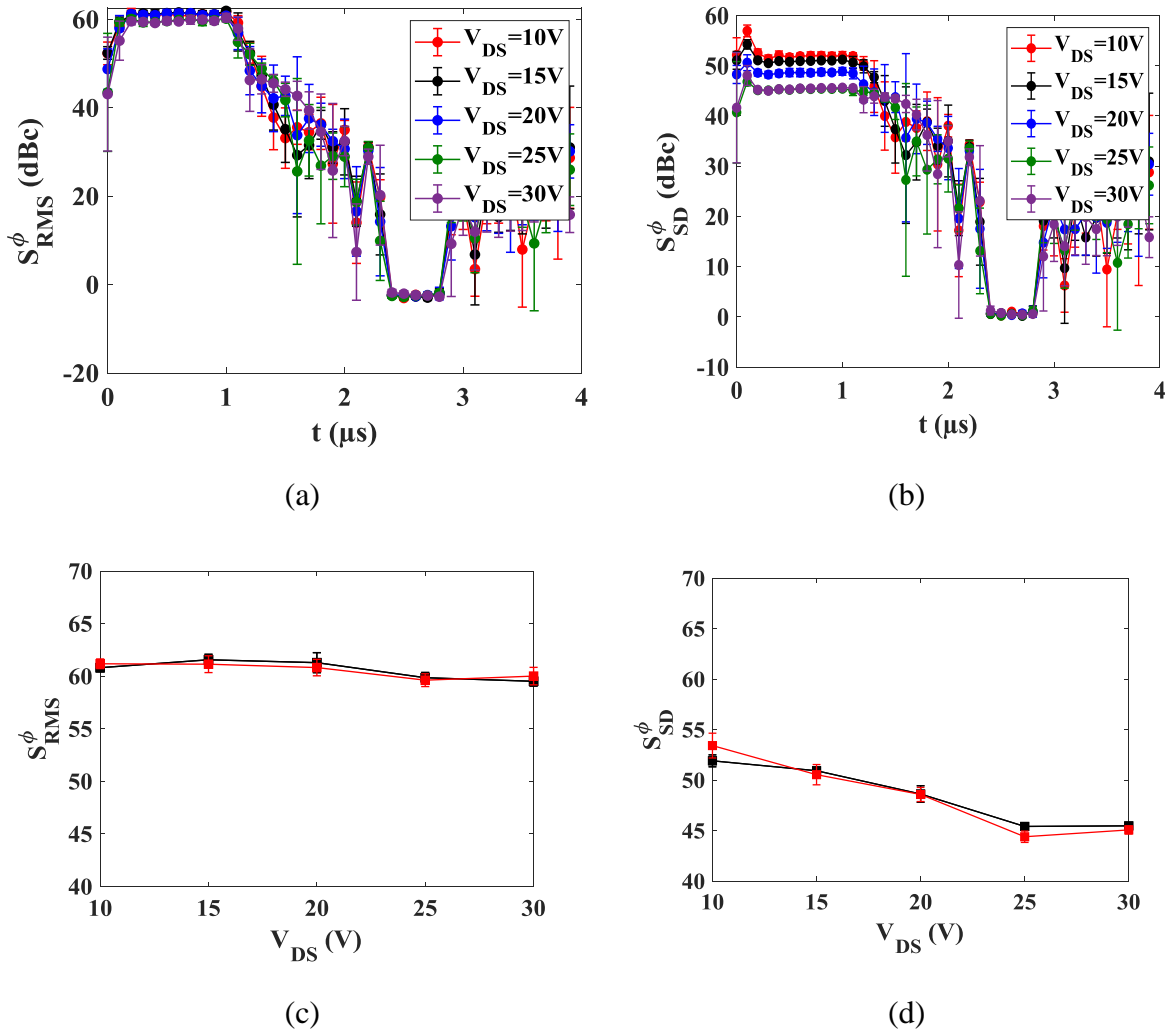 60
40
20
0
-20
S^ϕ_RMS (dBc)
0 1 2 3 4
t (μs)
V_DS=10V
V_DS=15V
V_DS=20V
V_DS=25V
V_DS=30V
(a)
60
50
40
30
20
10
0
-10
S^ϕ_SD (dBc)
0 1 2 3 4
t (μs)
V_DS=10V
V_DS=15V
V_DS=20V
V_DS=25V
V_DS=30V
(b)
70
65
60
55
50
45
40
S^ϕ_RMS
10 15 20 25 30
V_DS (V)
(c)
70
65
60
55
50
45
40
S^ϕ_SD
10 15 20 25 30
V_DS (V)
(d)